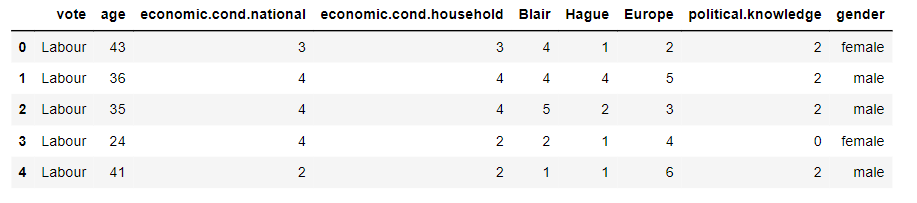 vote age economic.cond.national economic.cond.household Blair Hague Europe political.knowledge gender
0 Labour 43 3 3 4 1 2 2 female
1 Labour 36 4 4 4 4 5 2 male
2 Labour 35 4 4 5 2 3 2 male
3 Labour 24 4 2 2 1 4 0 female
4 Labour 41 2 2 1 1 6 2 male